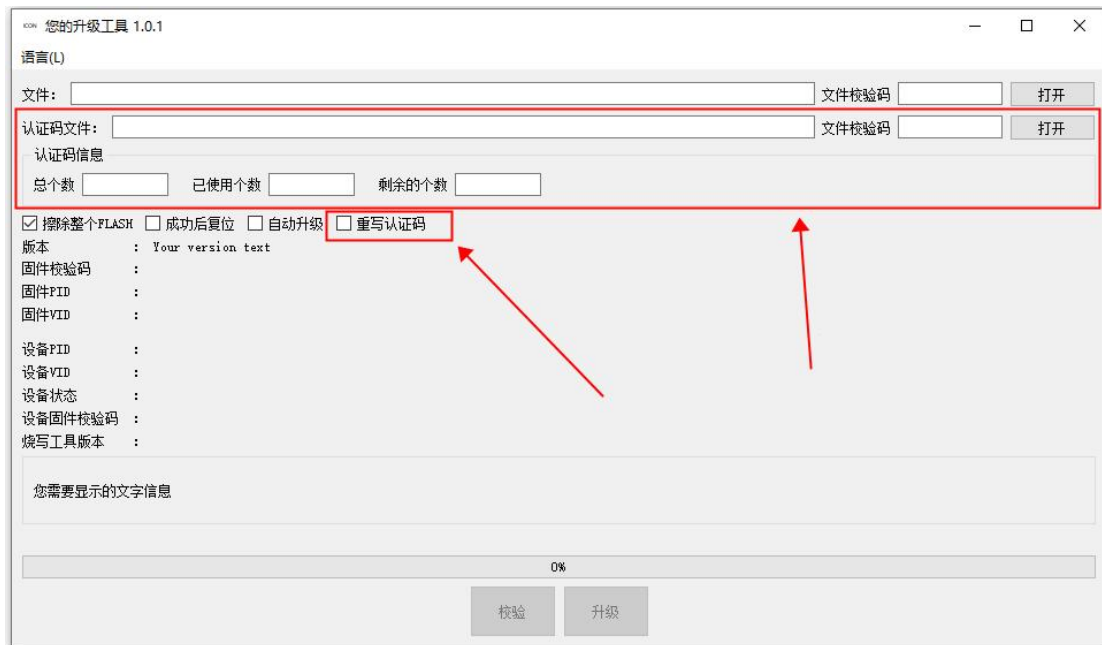 ICON 您的升级工具 1.0.1
语言(L)
文件: 文件校验码 打开
认证码文件: 文件校验码 打开
认证码信息
总个数 已使用个数 剩余的个数
擦除整个FLASH 成功后复位 自动升级 重写认证码
版本 : Your version text
固件校验码 :
固件PID :
固件VID :
设备PID :
设备VID :
设备状态 :
设备固件校验码 :
烧写工具版本 :
您需要显示的文字信息
0%
校验 升级